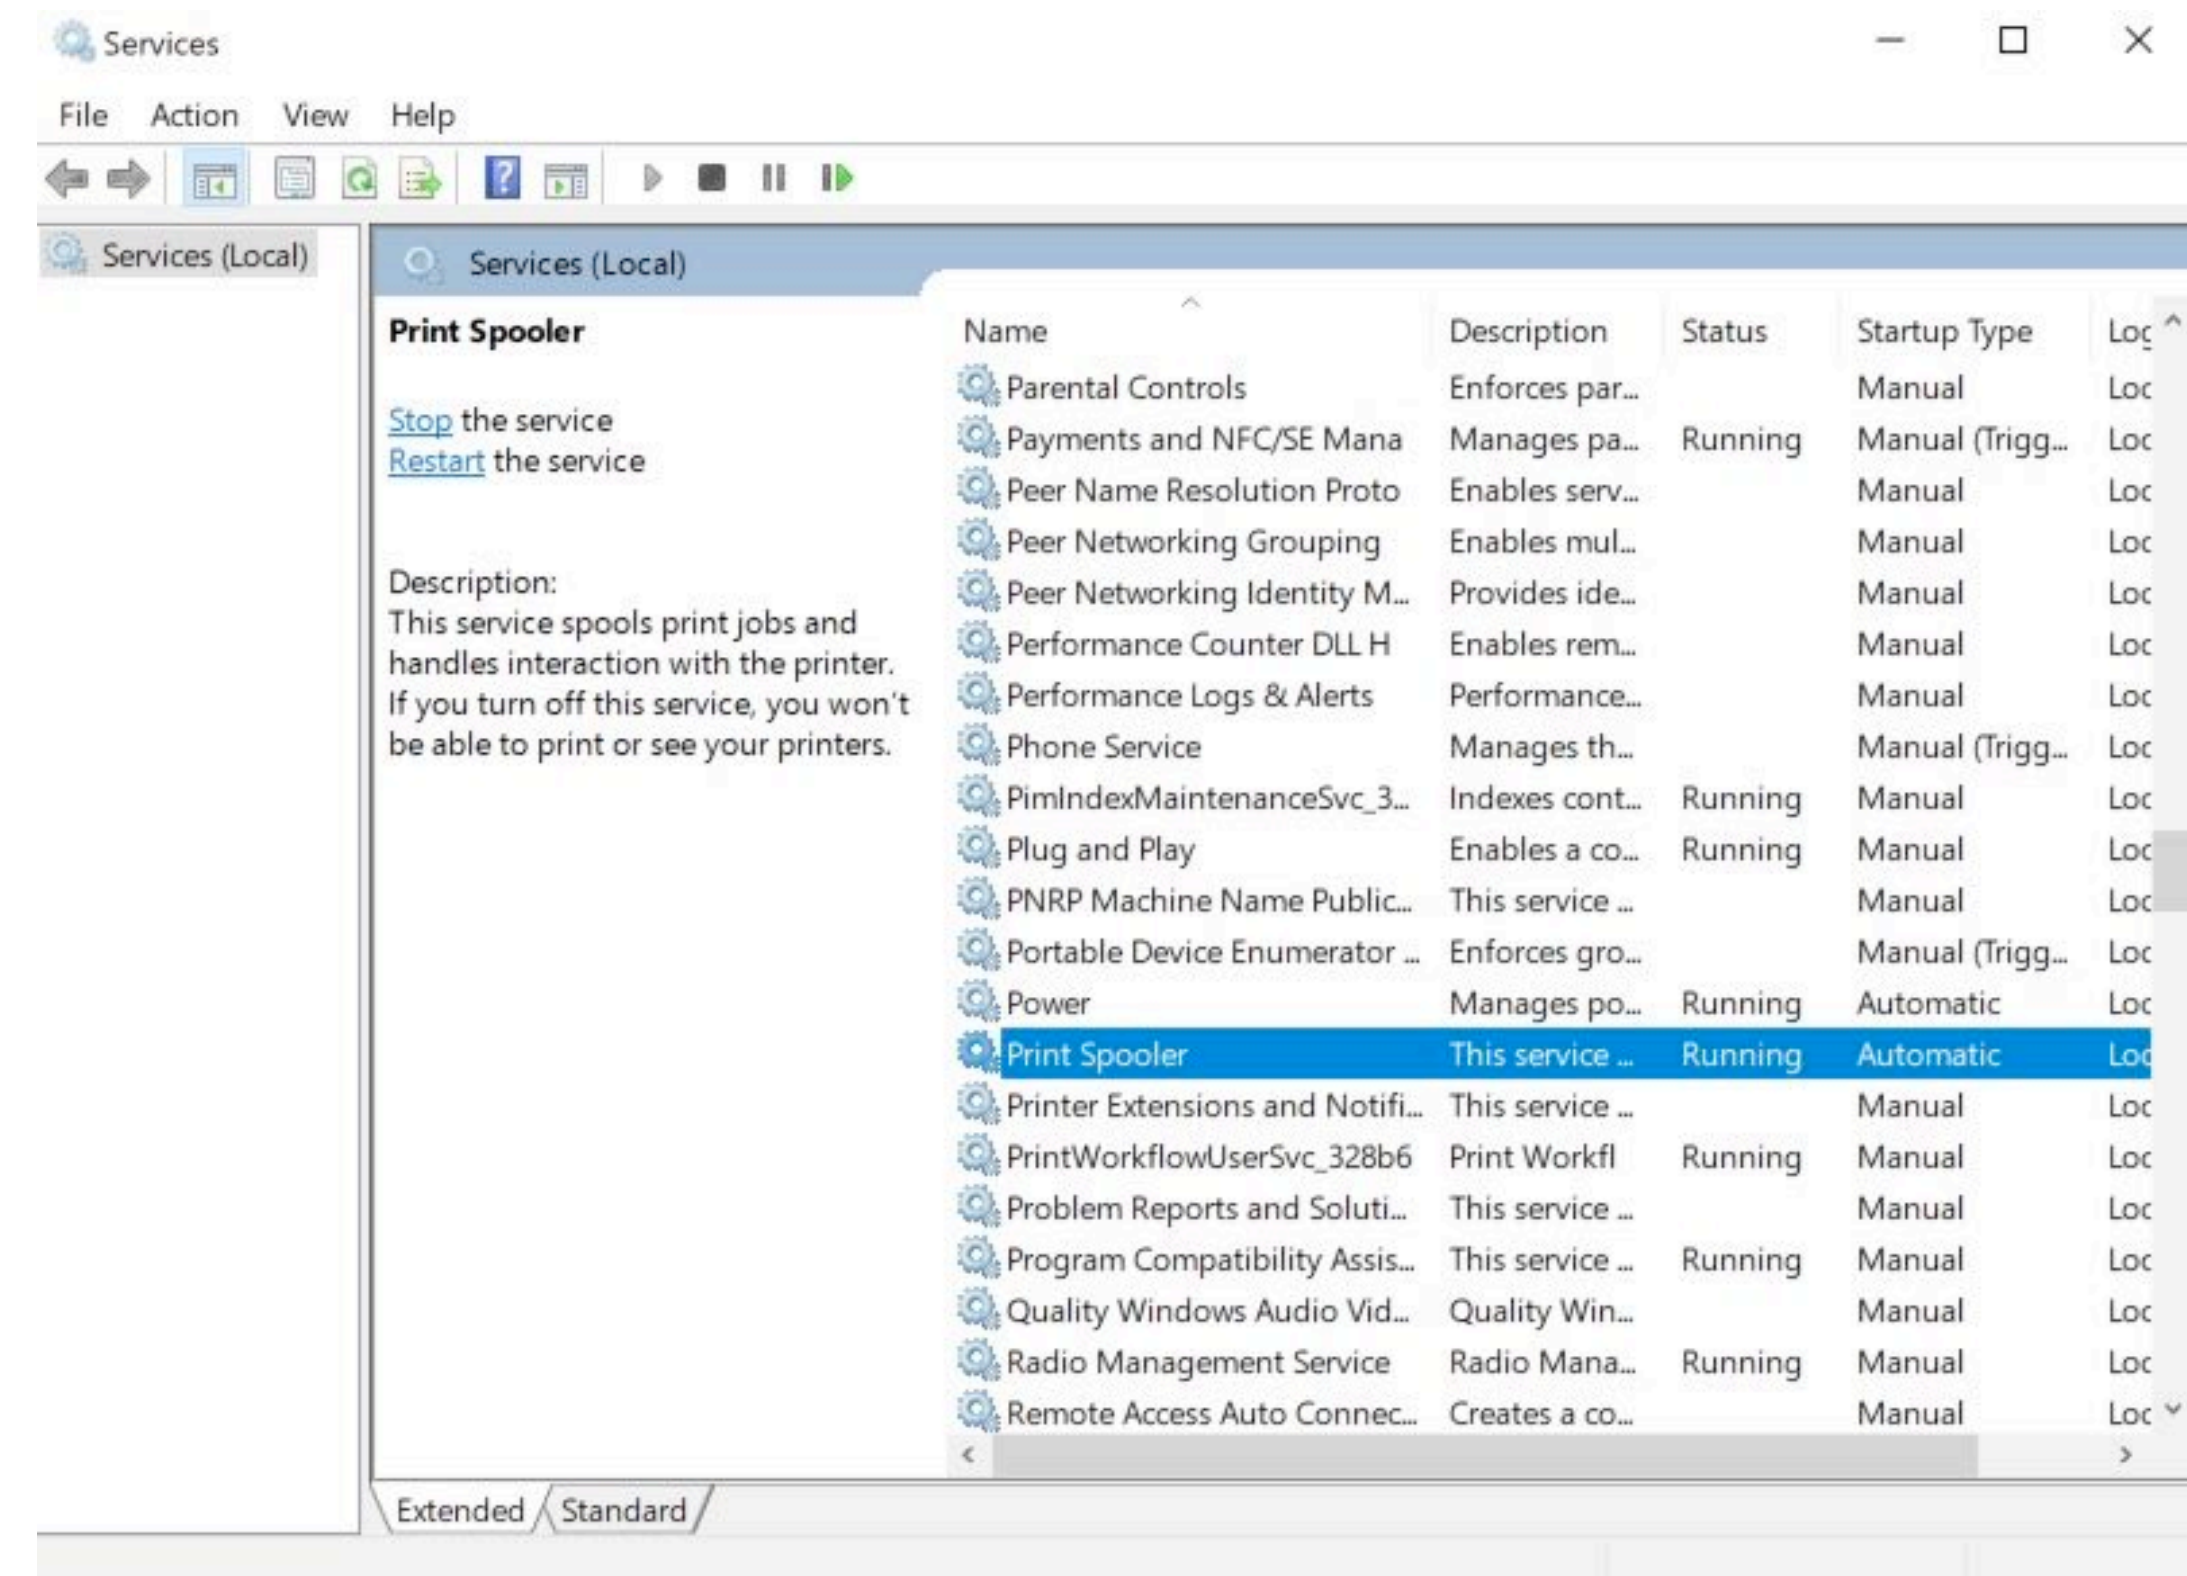 Services
File Action View Help
Services (Local)
Services (Local)
Print Spooler
Stop the service
Restart the service
Description:
This service spools print jobs and
handles interaction with the printer.
If you turn off this service, you won't
be able to print or see your printers.
Name Description Status Startup Type Log
Parental Controls Enforces par... Manual Loc
Payments and NFC/SE Mana Manages pa... Running Manual (Trigg... Loc
Peer Name Resolution Proto Enables serv... Manual Loc
Peer Networking Grouping Enables mul... Manual Loc
Peer Networking Identity M... Provides ide... Manual Loc
Performance Counter DLL H Enables rem... Manual Loc
Performance Logs & Alerts Performance... Manual Loc
Phone Service Manages th... Manual (Trigg... Loc
PimIndexMaintenanceSvc_3... Indexes cont... Running Manual Loc
Plug and Play Enables a co... Running Manual Loc
PNRP Machine Name Public... This service ... Manual Loc
Portable Device Enumerator ... Enforces gro... Manual (Trigg... Loc
Power Manages po... Running Automatic Loc
Print Spooler This service ... Running Automatic Loc
Printer Extensions and Notifi... This service ... Manual Loc
PrintWorkflowUserSvc_328b6 Print Workfl Running Manual Loc
Problem Reports and Soluti... This service ... Manual Loc
Program Compatibility Assis... This service ... Running Manual Loc
Quality Windows Audio Vid... Quality Win... Manual Loc
Radio Management Service Radio Mana... Running Manual Loc
Remote Access Auto Connec... Creates a co... Manual Loc
Extended Standard